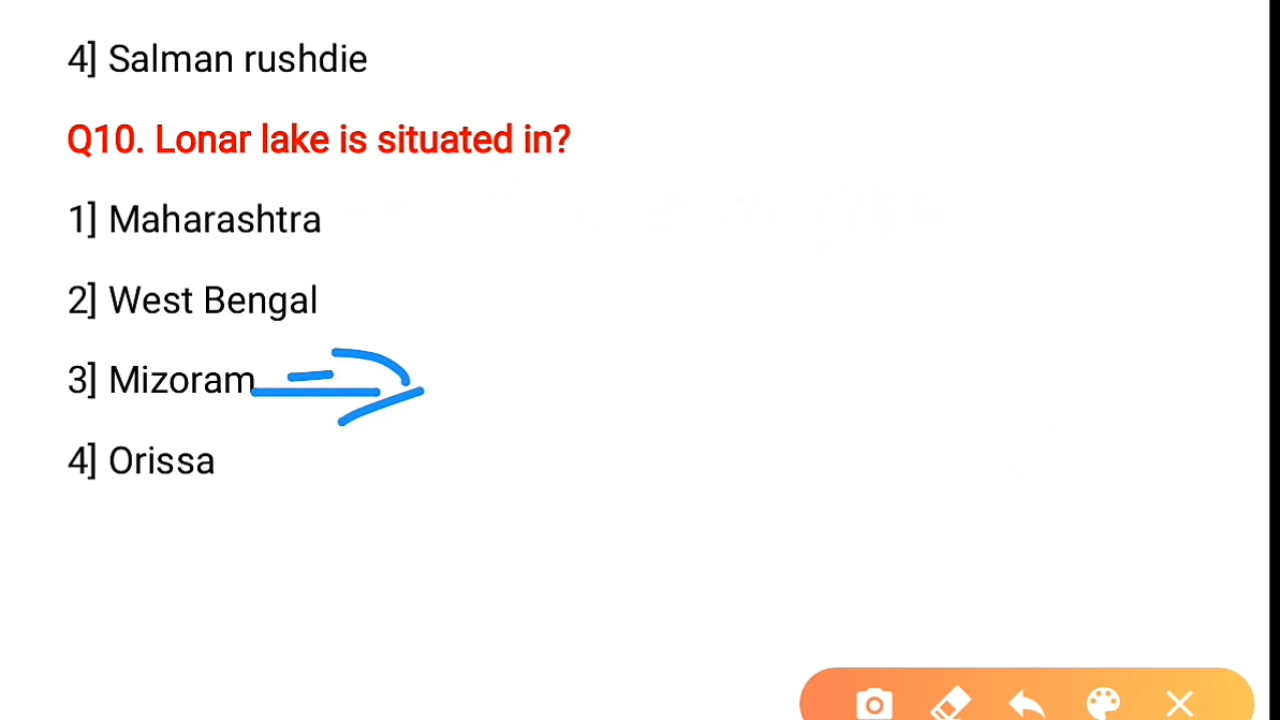 4] Salman rushdie
Q10. Lonar lake is situated in?
1] Maharashtra
2] West Bengal
3] Mizoram
4] Orissa